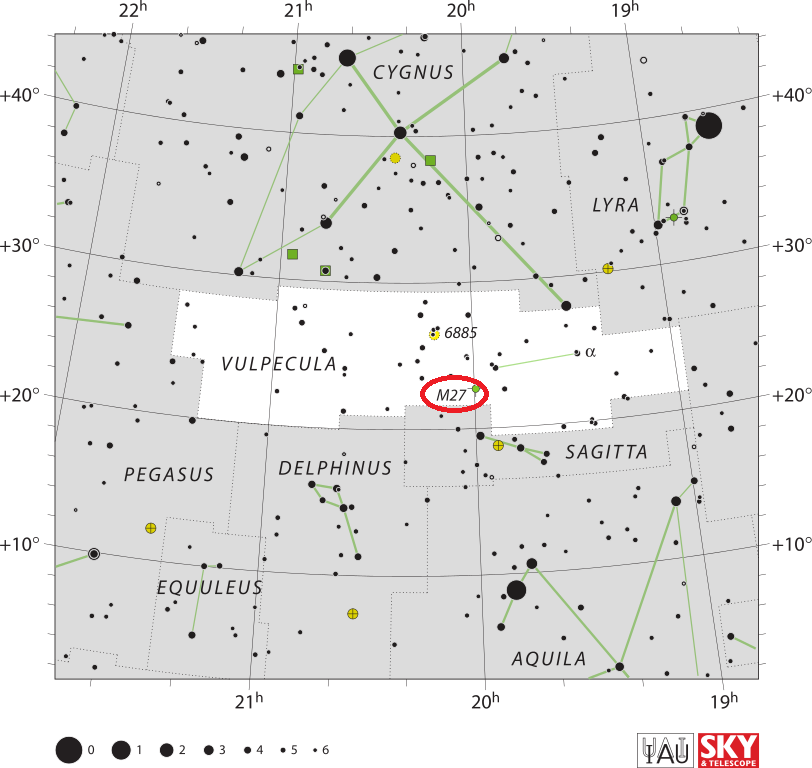 22h 21h 20h 19h
CYGNUS
+40° +40°
LYRA
+30° +30°
6885
VULPECULA α
M27
+20° +20°
SAGITTA
DELPHINUS
PEGASUS
+10° +10°
EQUULEUS
AQUILA
21h 20h 19h
0 1 2 3 4 5 6
IAU
SKY
& TELESCOPE